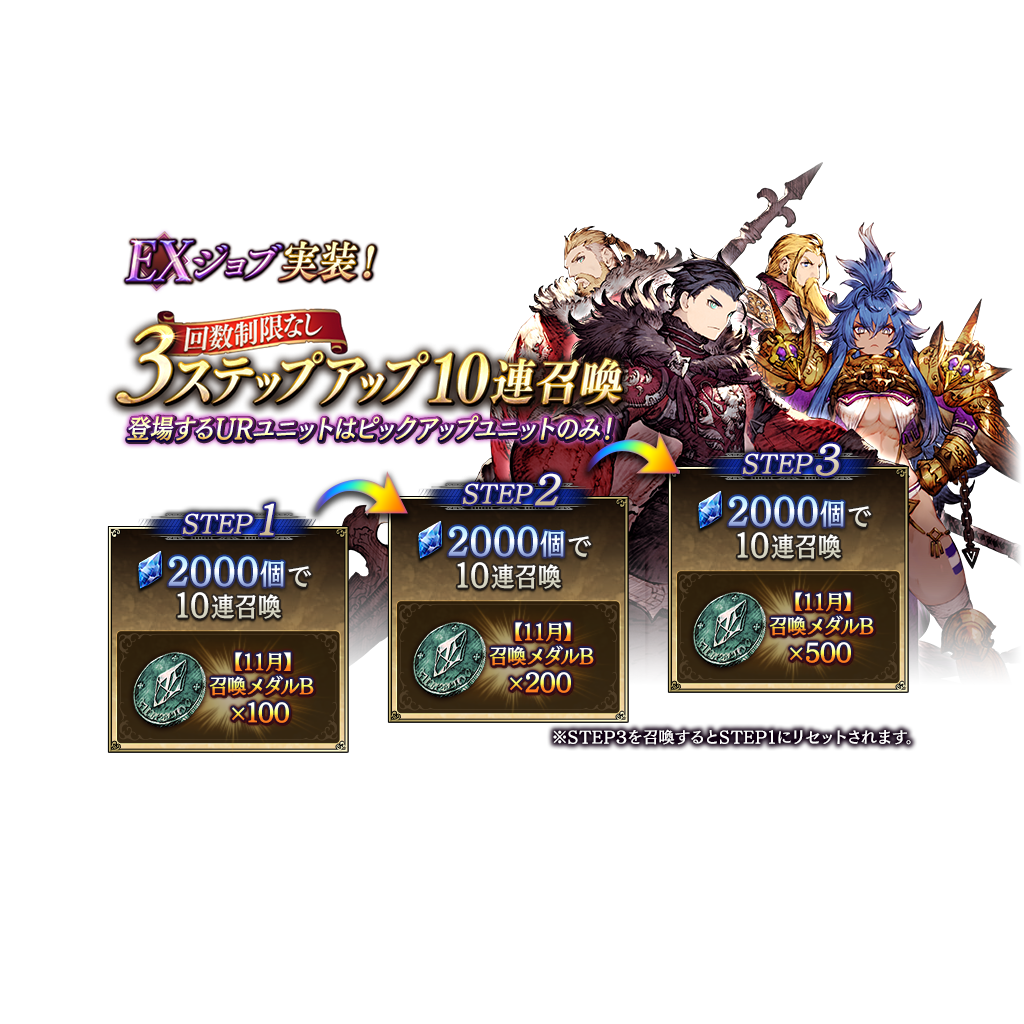 EXジョブ実装!
回数制限なし
3ステップアップ10連召喚
登場するURユニットはピックアップユニットのみ!
STEP 1
2000個で
10連召喚
【11月】
召喚メダルB
×100
STEP 2
2000個で
10連召喚
【11月】
召喚メダルB
×200
STEP 3
2000個で
10連召喚
【11月】
召喚メダルB
×500
※STEP3を召喚するとSTEP1にリセットされます。